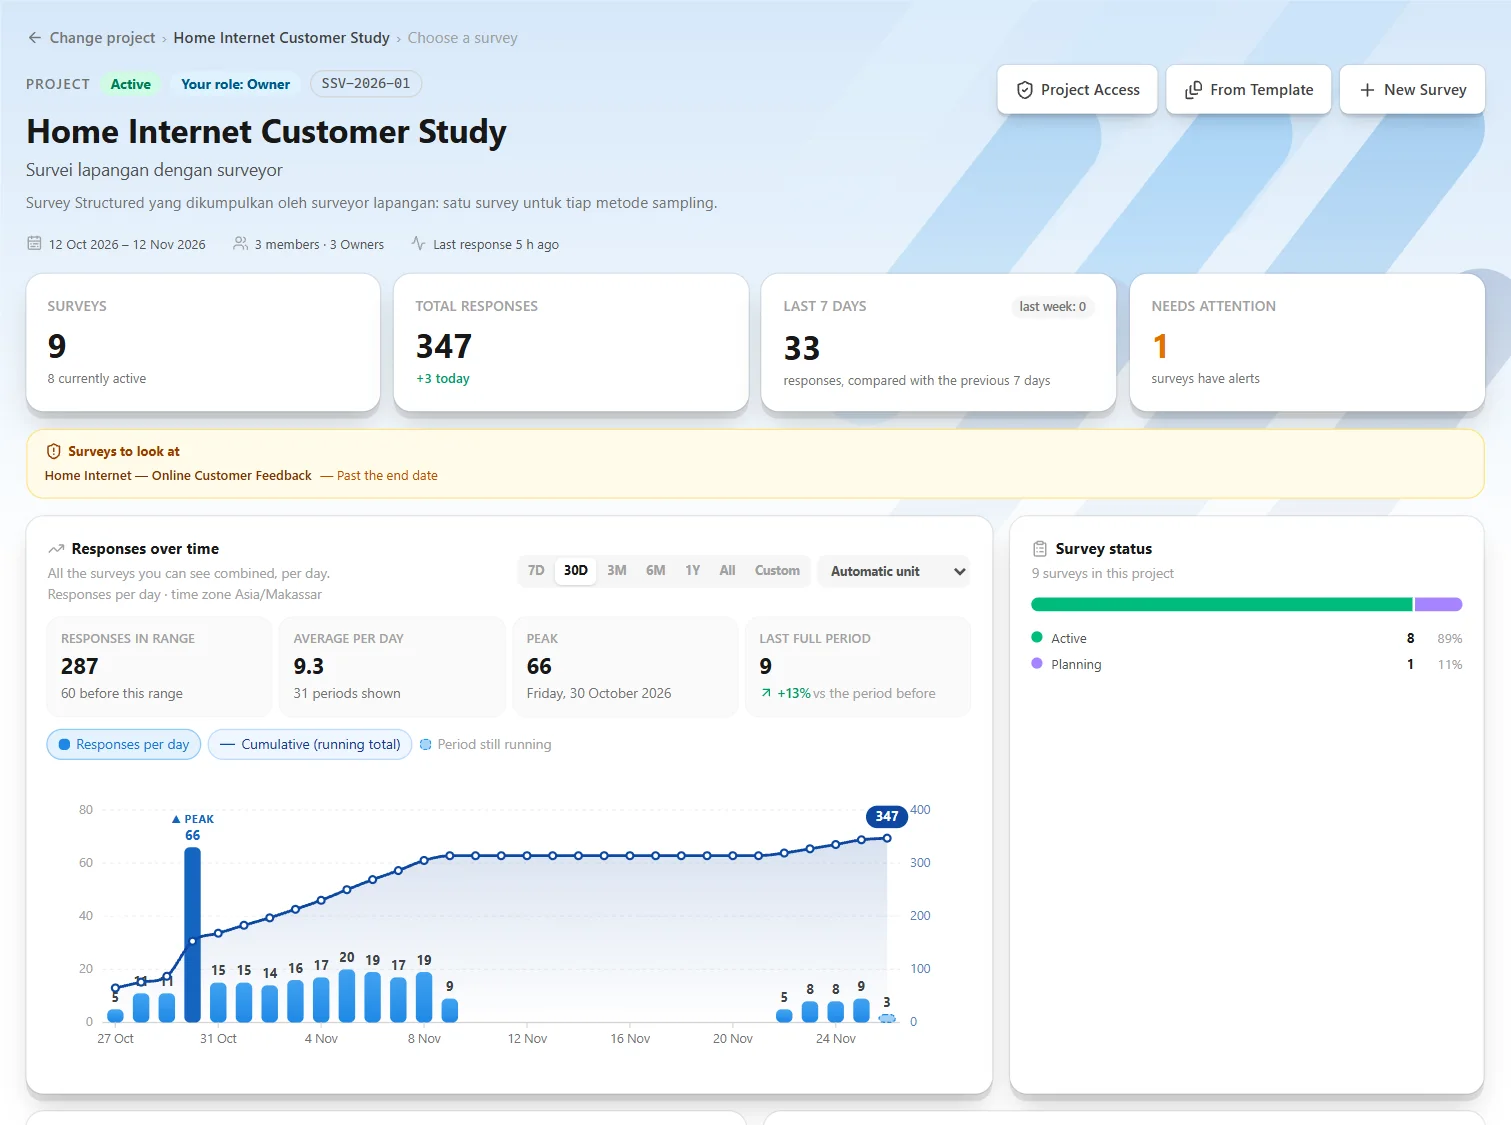 Change project › Home Internet Customer Study › Choose a survey
PROJECT Active Your role: Owner SSV-2026-01
Project Access
From Template
New Survey
Home Internet Customer Study
Survei lapangan dengan surveyor
Survey Structured yang dikumpulkan oleh surveyor lapangan: satu survey untuk tiap metode sampling.
12 Oct 2026 – 12 Nov 2026 3 members · 3 Owners Last response 5 h ago
SURVEYS
9
8 currently active
TOTAL RESPONSES
347
+3 today
LAST 7 DAYS last week: 0
33
responses, compared with the previous 7 days
NEEDS ATTENTION
1
surveys have alerts
Surveys to look at
Home Internet — Online Customer Feedback — Past the end date
Responses over time
All the surveys you can see combined, per day.
Responses per day · time zone Asia/Makassar
7D 30D 3M 6M 1Y All Custom Automatic unit
RESPONSES IN RANGE
287
60 before this range
AVERAGE PER DAY
9.3
31 periods shown
PEAK
66
Friday, 30 October 2026
LAST FULL PERIOD
9
+13% vs the period before
Responses per day Cumulative (running total) Period still running
80 60 40 20 0
▲ PEAK
66
347
400 300 200 100 0
5 11 11 15 15 14 16 17 20 19 17 19 9 5 8 8 9 3
27 Oct 31 Oct 4 Nov 8 Nov 12 Nov 16 Nov 20 Nov 24 Nov
Survey status
9 surveys in this project
Active 8 89%
Planning 1 11%